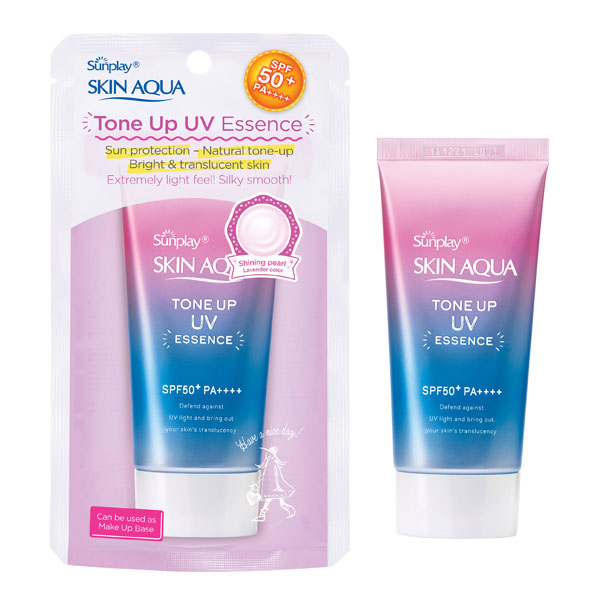 Sunplay®
SKIN AQUA
SPF
50+
PA++++
Tone Up UV Essence
Sun protection – Natural tone-up
Bright & translucent skin
Extremely light feel! Silky smooth!
Shining pearl
Lavender color
Sunplay®
SKIN AQUA
TONE UP
UV
ESSENCE
SPF50+ PA++++
Defend against
UV light and bring out
your skin's translucency
Have a nice day!
Can be used as
Make Up Base
Sunplay®
SKIN AQUA
TONE UP
UV
ESSENCE
SPF50+ PA++++
Defend against
UV light and bring out
your skin's translucency